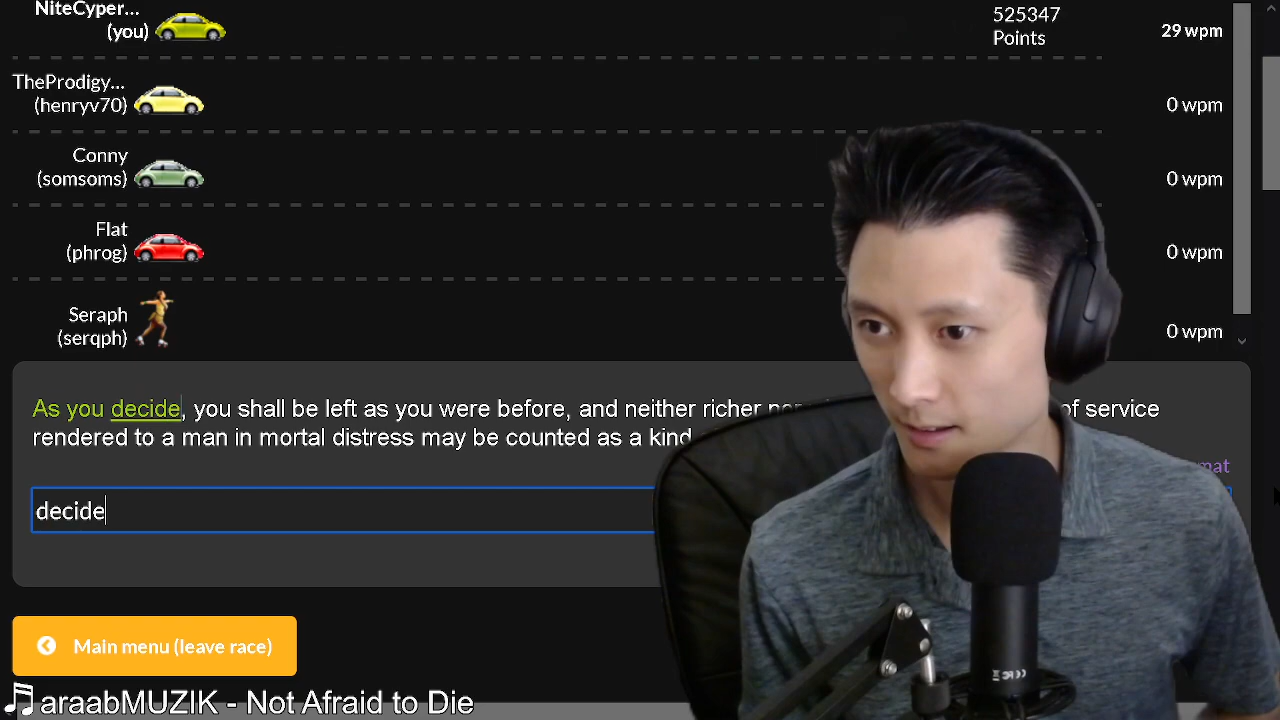 NiteCyper...
(you)
525347
Points
29 wpm
TheProdigy...
(henryv70)
0 wpm
Conny
(somsoms)
0 wpm
Flat
(phrog)
0 wpm
Seraph
(serqph)
0 wpm
As you decide, you shall be left as you were before, and neither richer of service
rendered to a man in mortal distress may be counted as a kind
decide
Main menu (leave race)
araabMUZIK - Not Afraid to Die